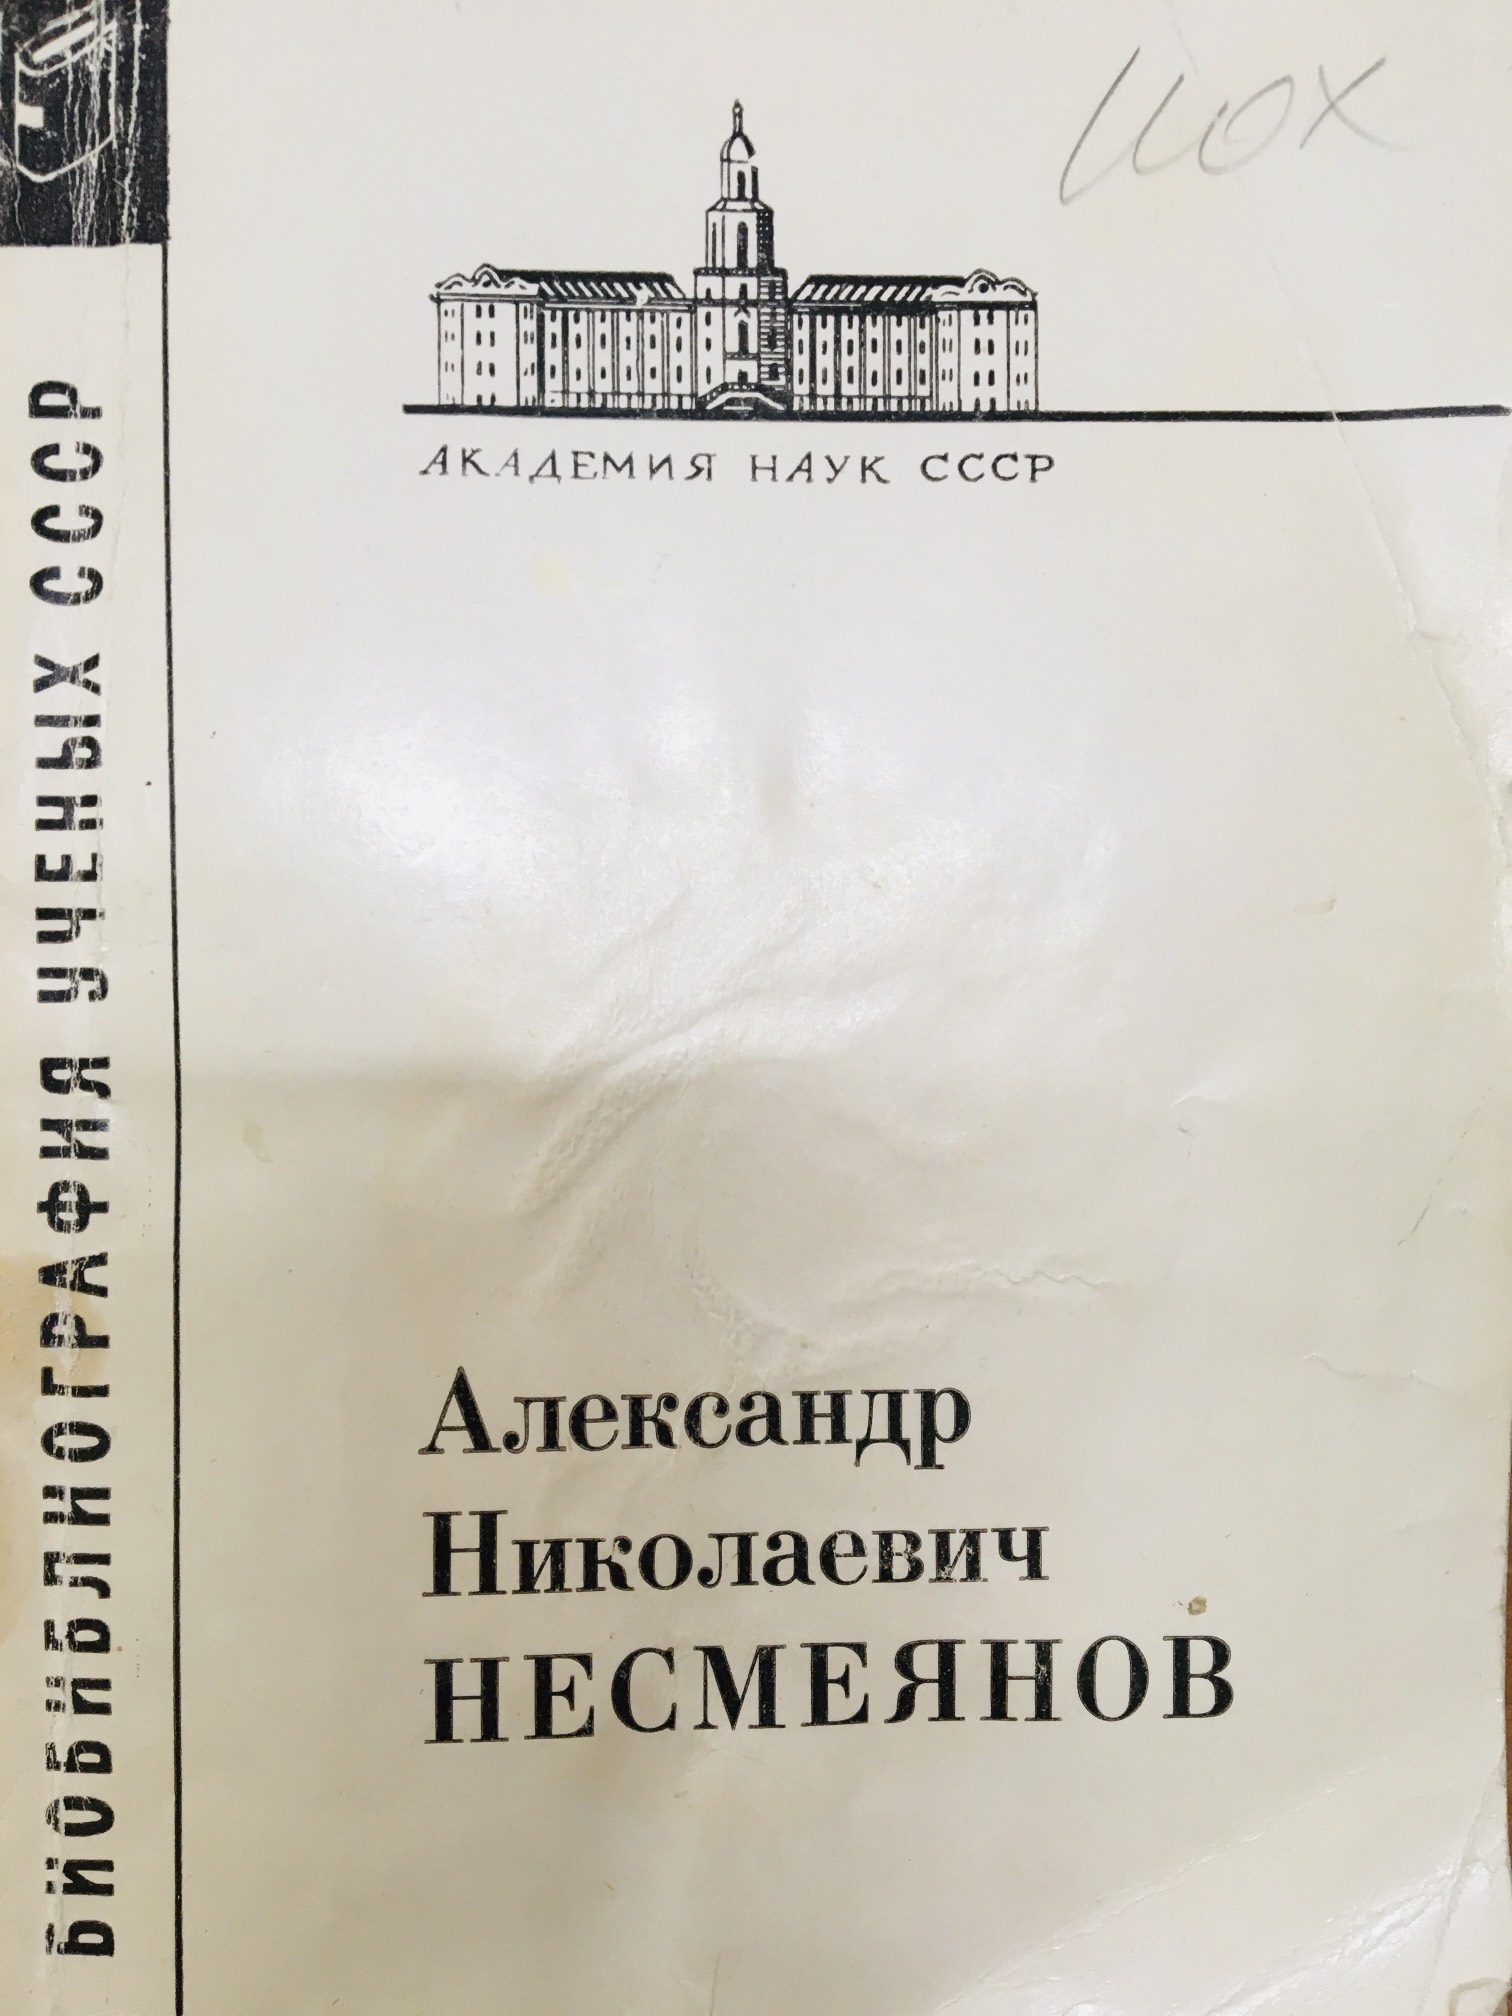 ИОХ
АКАДЕМИЯ НАУК СССР
БИОБИБЛИОГРАФИЯ УЧЕНЫХ СССР
Александр
Николаевич
НЕСМЕЯНОВ